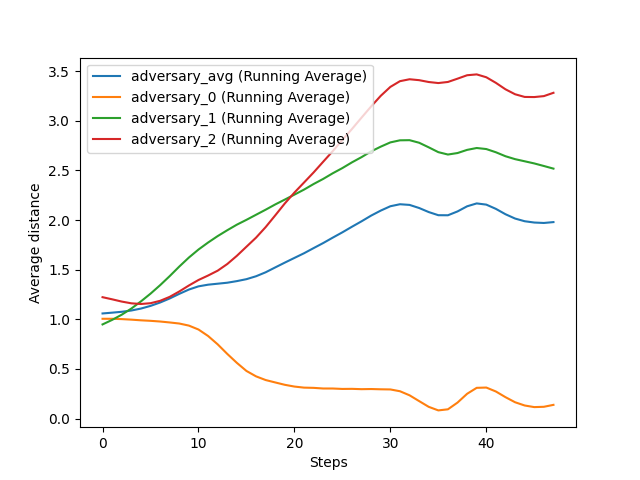 adversary_avg (Running Average)
adversary_0 (Running Average)
adversary_1 (Running Average)
adversary_2 (Running Average)
3.5
3.0
2.5
2.0
1.5
1.0
0.5
0.0
Average distance
0 10 20 30 40
Steps